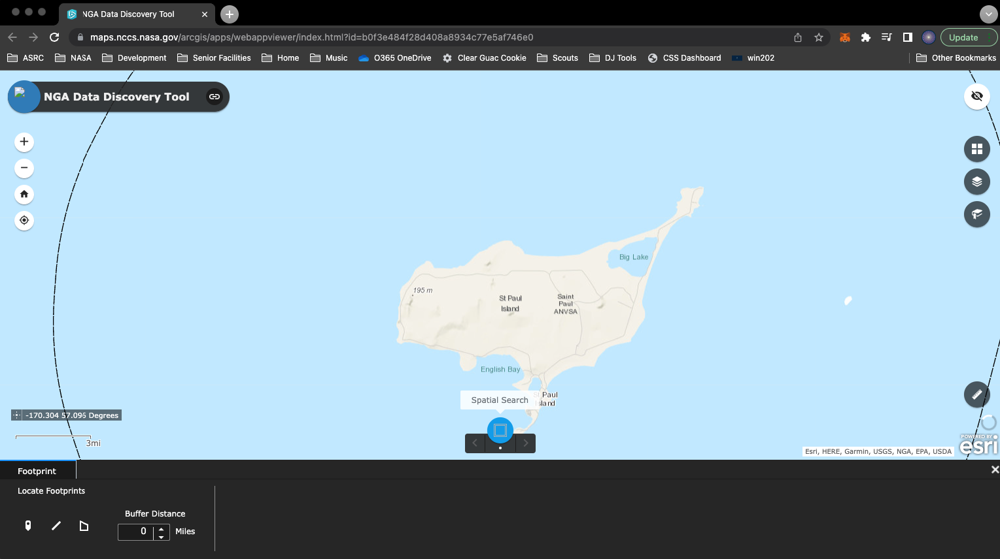 NGA Data Discovery Tool
maps.nccs.nasa.gov/arcgis/apps/webappviewer/index.html?id=b0f3e484f28d408a8934c77e5af746e0
Update
ASRC
NASA
Development
Senior Facilities
Home
Music
O365 OneDrive
Clear Guac Cookie
Scouts
DJ Tools
CSS Dashboard
win202
Other Bookmarks
NGA Data Discovery Tool
Big Lake
195 m
St Paul
Island
Saint
Paul
ANVSA
English Bay
Spatial Search
St Paul
Island
-170.304 57.096 Degrees
3mi
Esri, HERE, Garmin, USGS, NGA, EPA, USDA
POWERED BY
esri
Footprint
Locate Footprints
Buffer Distance
0
Miles